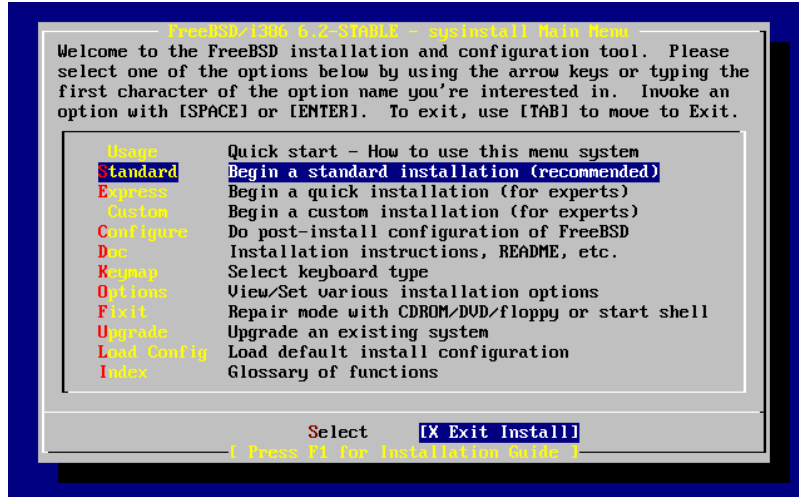 FreeBSD/i386 6.2-STABLE - sysinstall Main Menu
Welcome to the FreeBSD installation and configuration tool.  Please
select one of the options below by using the arrow keys or typing the
first character of the option name you're interested in.  Invoke an
option with [SPACE] or [ENTER].  To exit, use [TAB] to move to Exit.
Usage Quick start - How to use this menu system
Standard Begin a standard installation (recommended)
Express Begin a quick installation (for experts)
Custom Begin a custom installation (for experts)
Configure Do post-install configuration of FreeBSD
Doc Installation instructions, README, etc.
Keymap Select keyboard type
Options View/Set various installation options
Fixit Repair mode with CDROM/DVD/floppy or start shell
Upgrade Upgrade an existing system
Load Config Load default install configuration
Index Glossary of functions
Select [X Exit Install]
[ Press F1 for Installation Guide ]